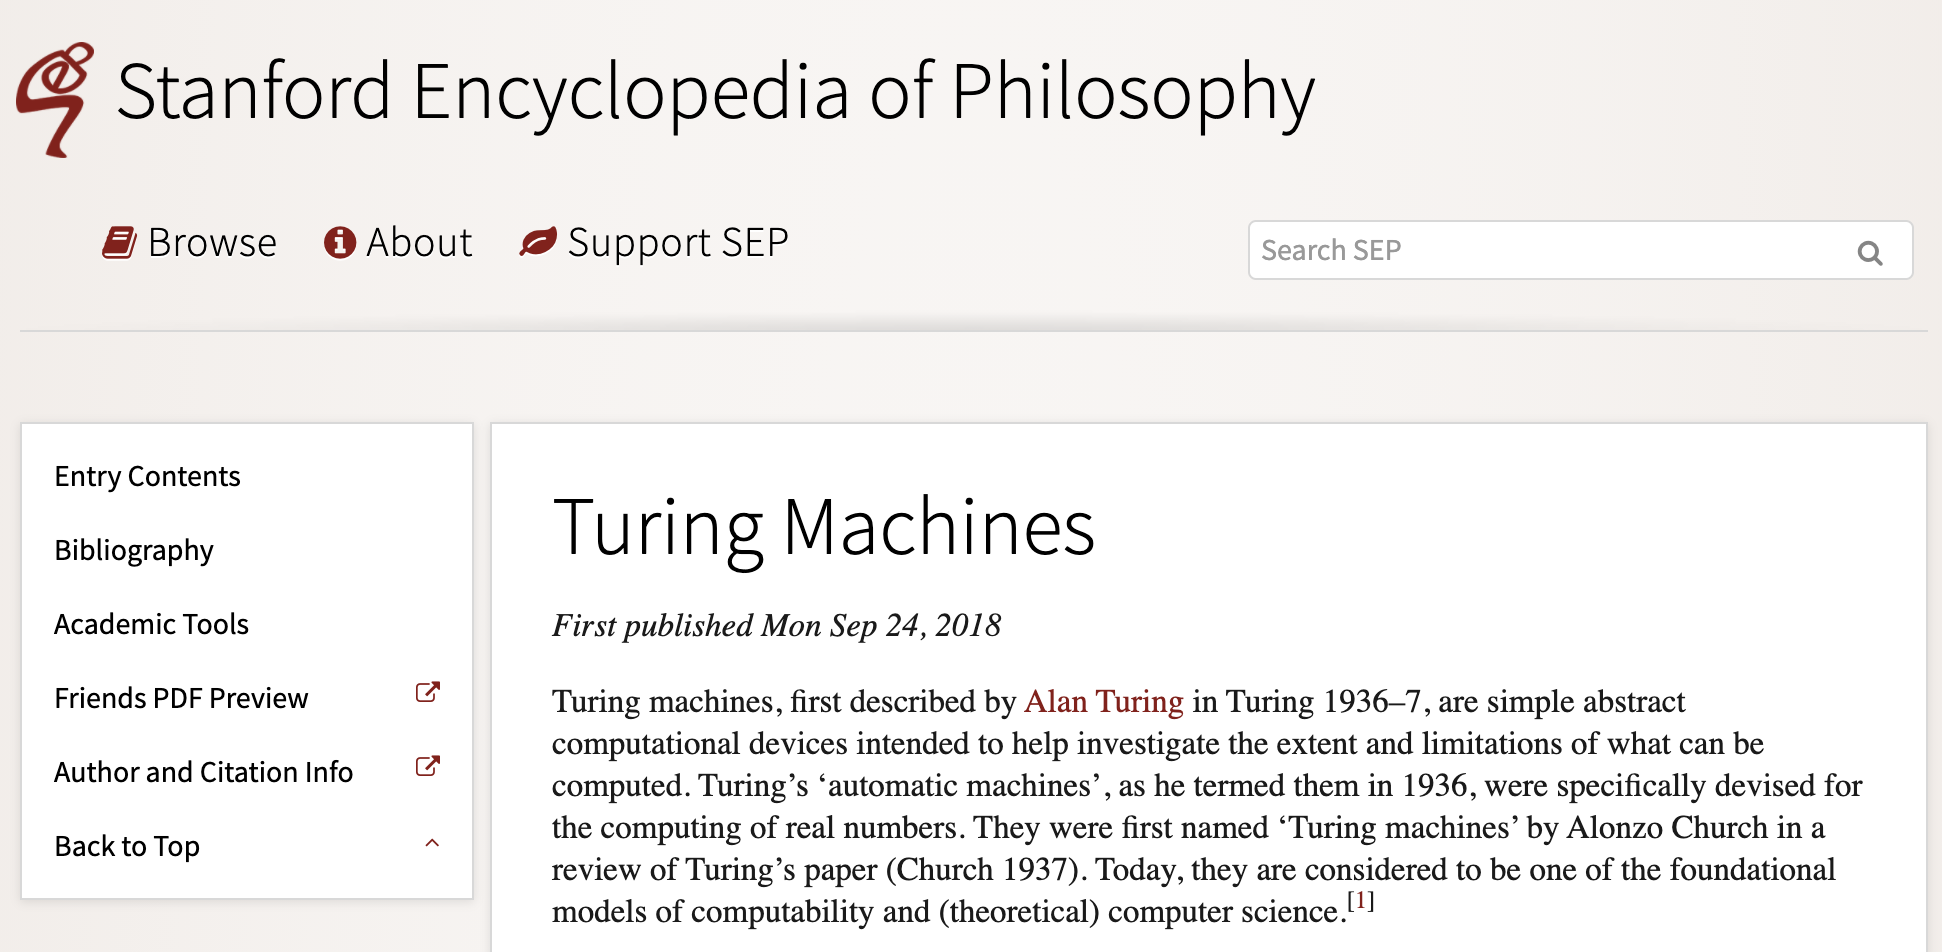 Stanford Encyclopedia of Philosophy
Browse About Support SEP
Search SEP
Entry Contents
Bibliography
Academic Tools
Friends PDF Preview
Author and Citation Info
Back to Top
Turing Machines
First published Mon Sep 24, 2018
Turing machines, first described by Alan Turing in Turing 1936–7, are simple abstract
computational devices intended to help investigate the extent and limitations of what can be
computed. Turing’s ‘automatic machines’, as he termed them in 1936, were specifically devised for
the computing of real numbers. They were first named ‘Turing machines’ by Alonzo Church in a
review of Turing’s paper (Church 1937). Today, they are considered to be one of the foundational
models of computability and (theoretical) computer science.[1]